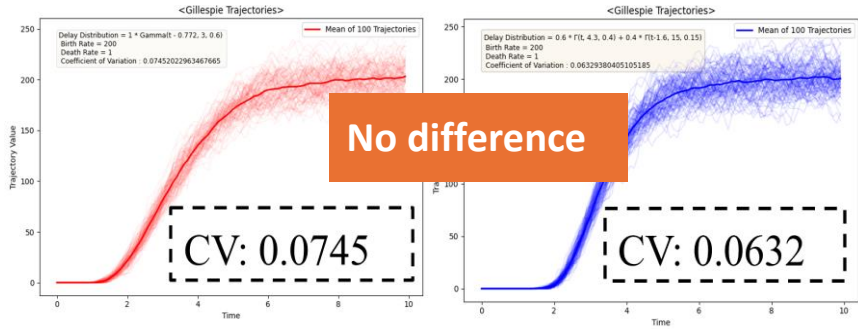 <Gillespie Trajectories>
Mean of 100 Trajectories
Delay Distribution = 1 * Gamma(t - 0.772, 3, 0.6)
Birth Rate = 200
Death Rate = 1
Coefficient of Variation : 0.07452022963467665
Trajectory Value
250
200
150
100
50
0
CV: 0.0745
0 2 4 6 8 10
Time
<Gillespie Trajectories>
Mean of 100 Trajectories
Delay Distribution = 0.6 * Γ(t, 4.3, 0.4) + 0.4 * Γ(t-1.6, 15, 0.15)
Birth Rate = 200
Death Rate = 1
Coefficient of Variation : 0.06329380405105185
250
200
50
0
CV: 0.0632
0 2 4 6 8 10
Time
No difference